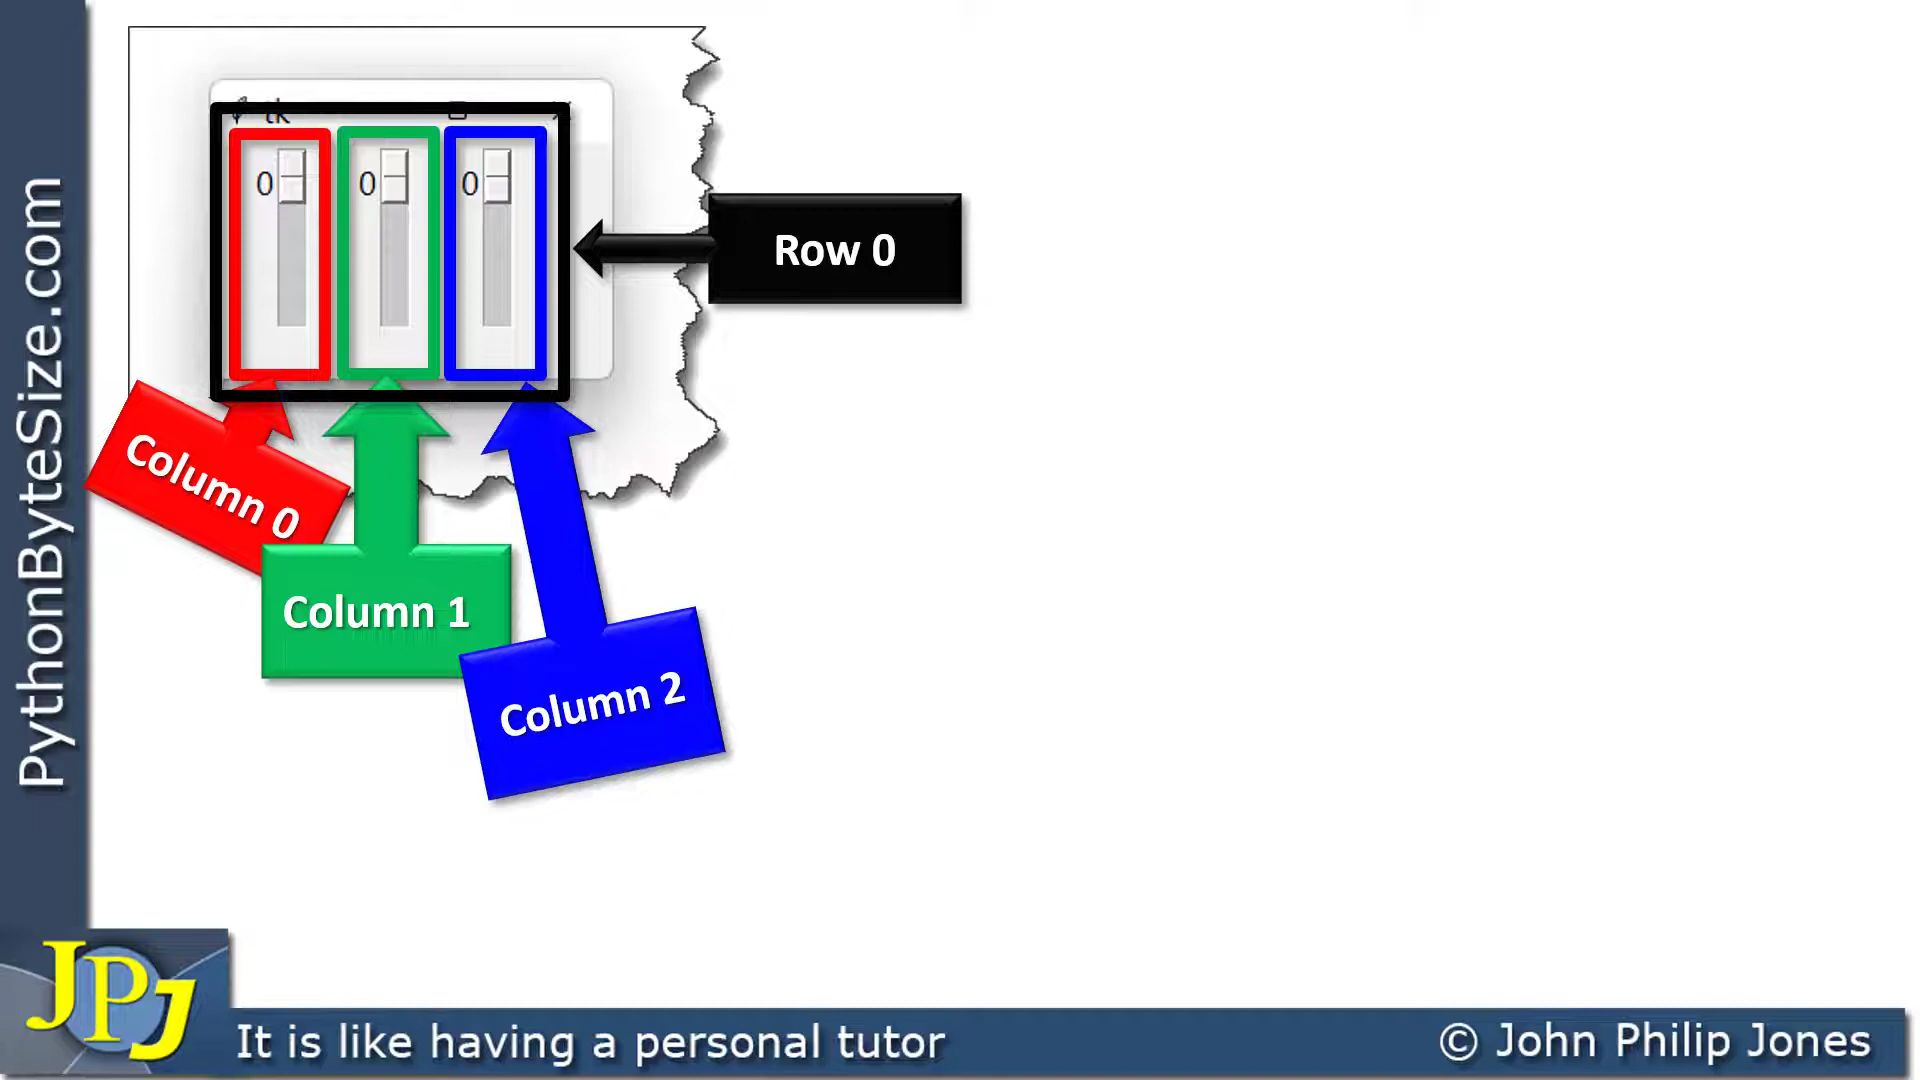 PythonByteSize.com
tk
0 0 0
Row 0
Column 0
Column 1
Column 2
JPJ
It is like having a personal tutor
© John Philip Jones